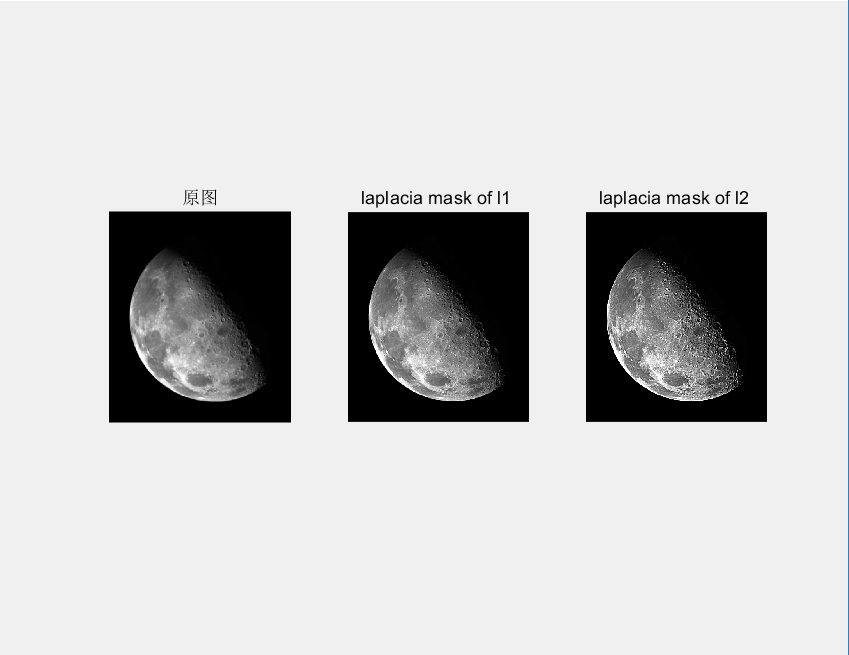 原图
laplacia mask of l1
laplacia mask of l2